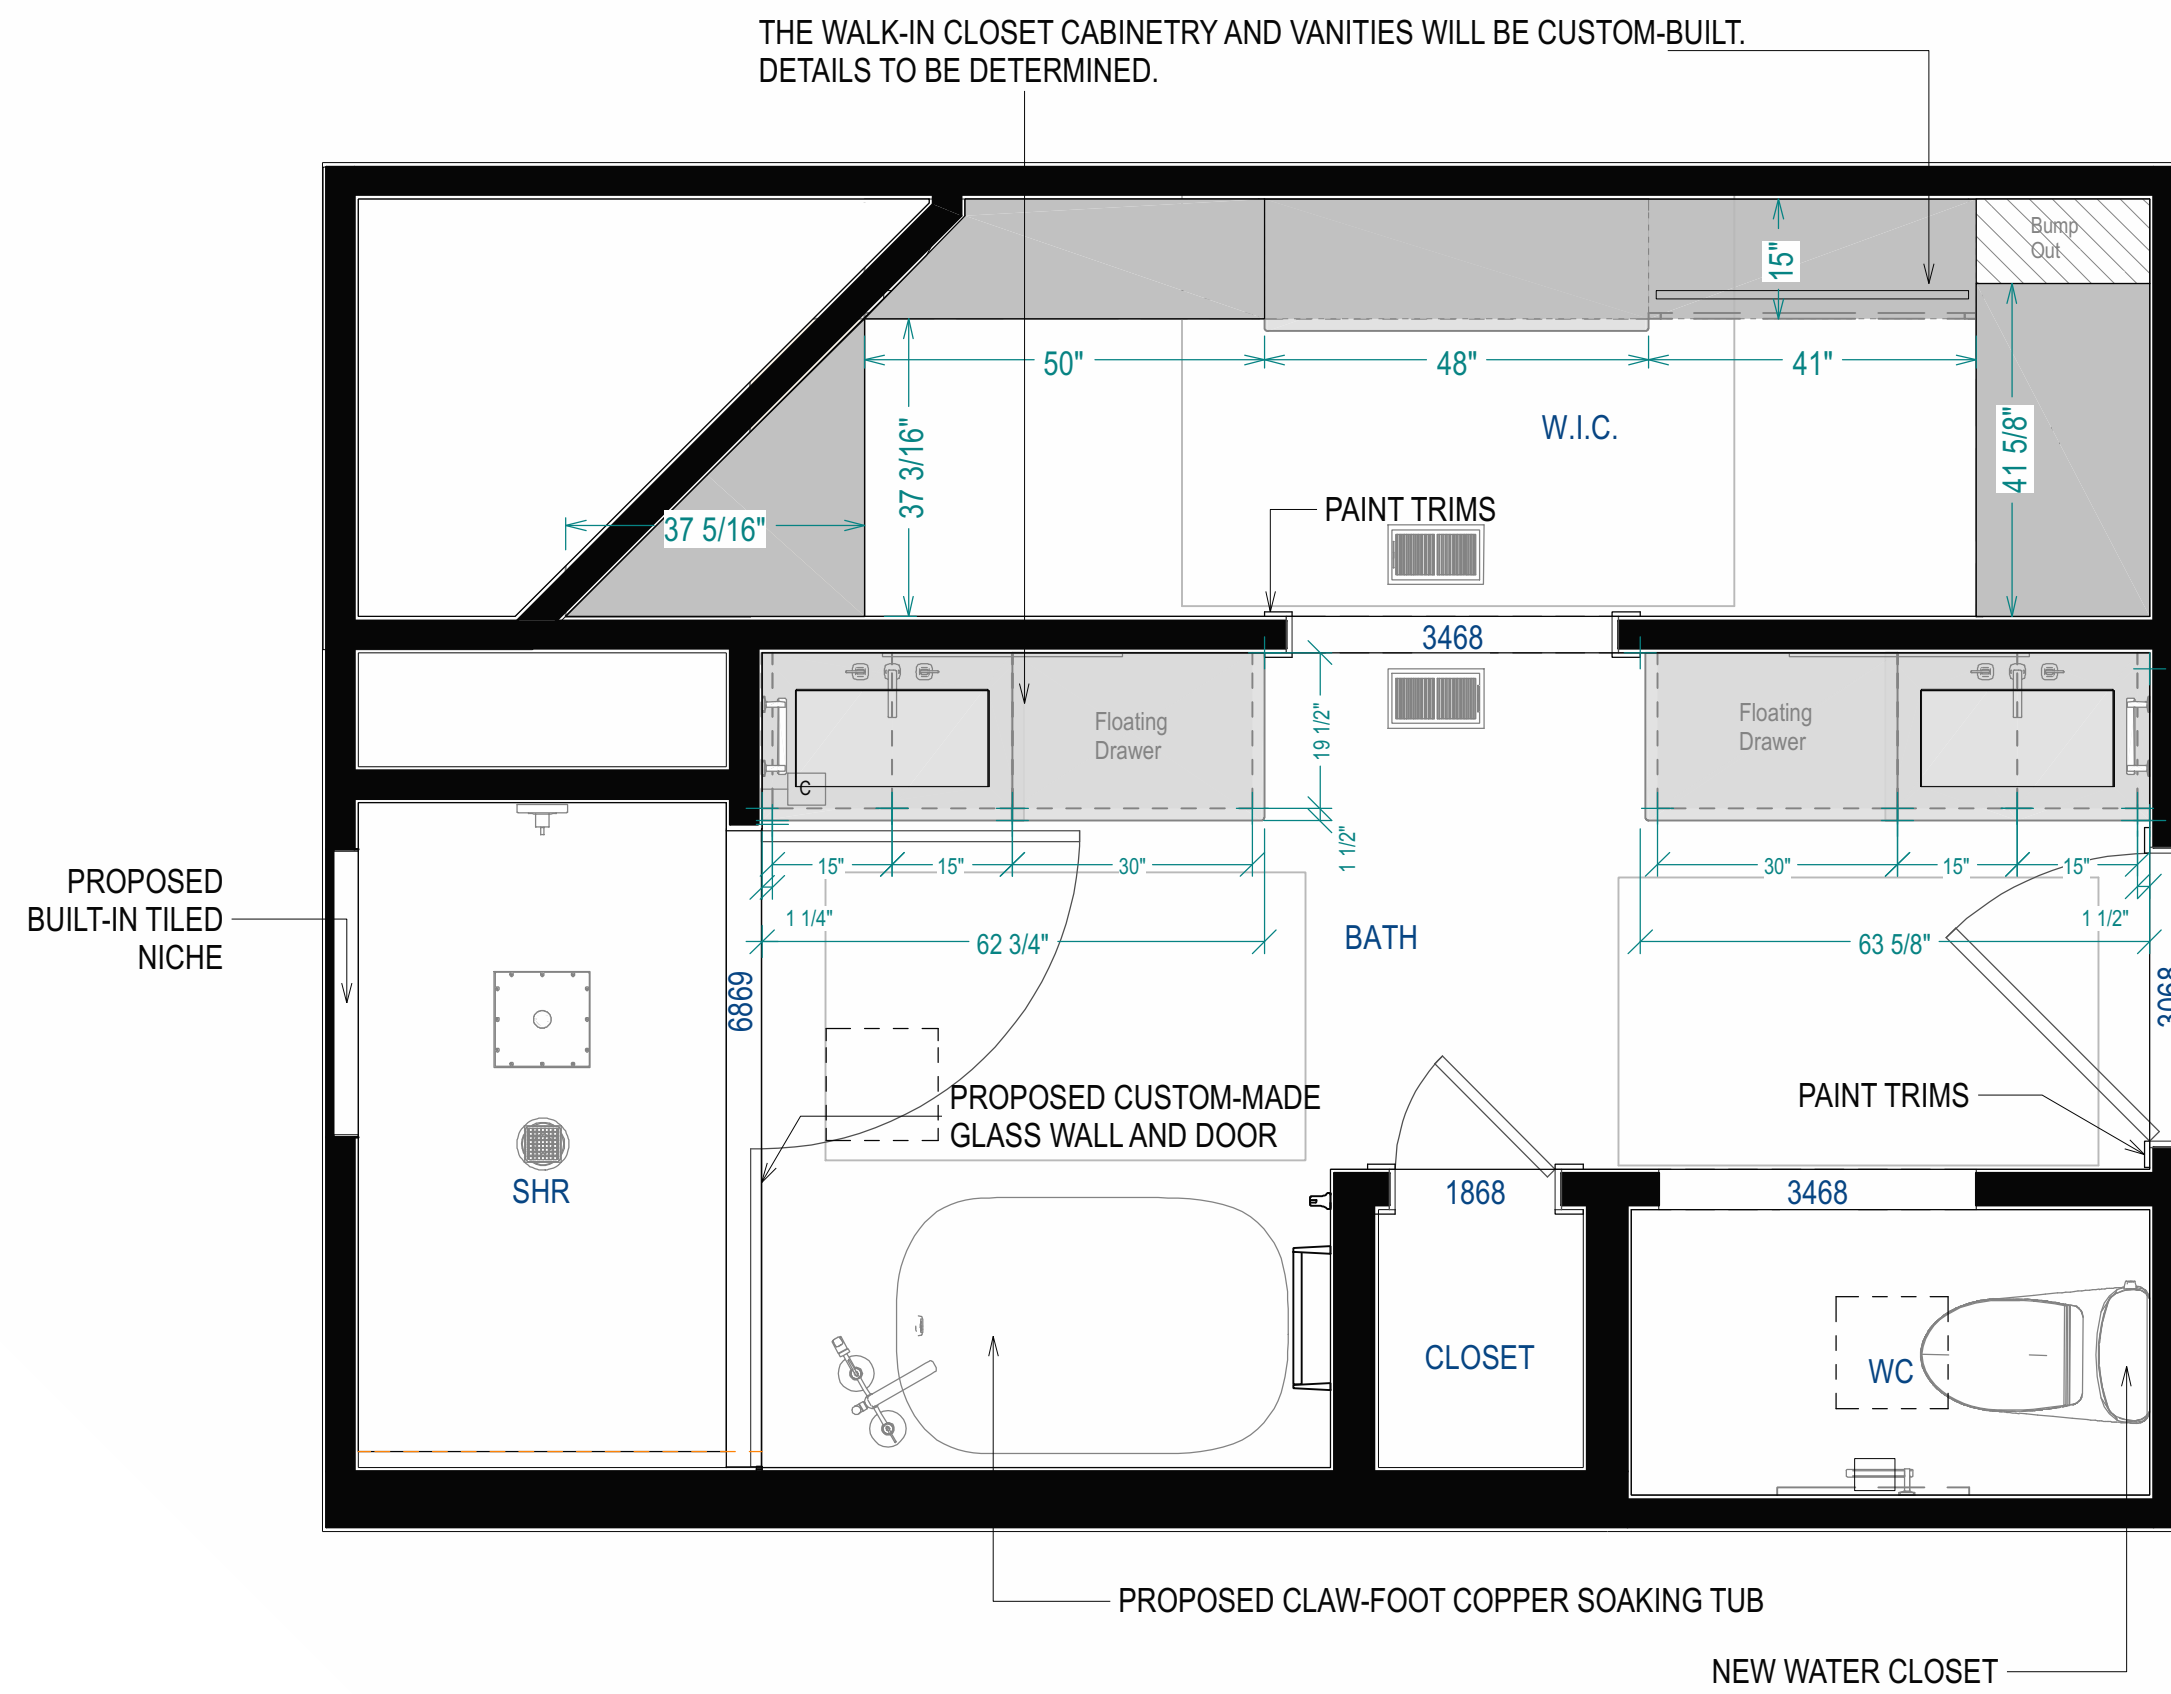 THE WALK-IN CLOSET CABINETRY AND VANITIES WILL BE CUSTOM-BUILT.
DETAILS TO BE DETERMINED.
Bump
Out
15"
50"
48"
41"
W.I.C.
37 3/16"
41 5/8"
PAINT TRIMS
37 5/16"
3468
Floating
Drawer
19 1/2"
Floating
Drawer
C
1 1/2"
15"
15"
30"
30"
15"
15"
PROPOSED
BUILT-IN TILED
NICHE
1 1/4"
1 1/2"
62 3/4"
BATH
63 5/8"
6869
3068
PROPOSED CUSTOM-MADE
GLASS WALL AND DOOR
PAINT TRIMS
SHR
1868
3468
CLOSET
WC
PROPOSED CLAW-FOOT COPPER SOAKING TUB
NEW WATER CLOSET